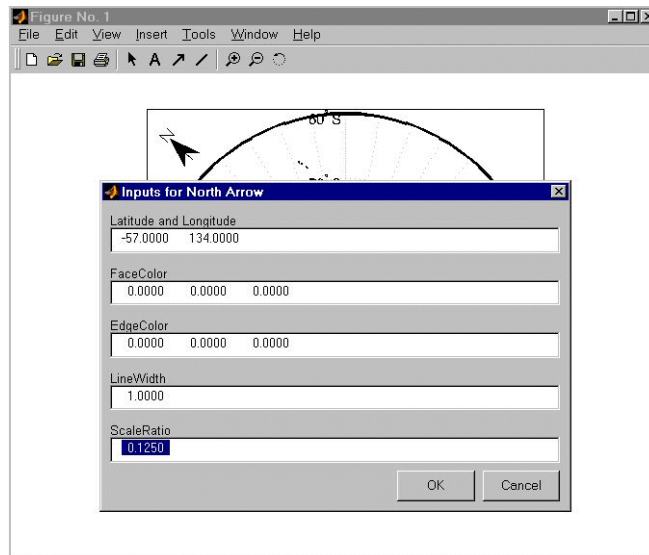 Figure No. 1
File Edit View Insert Tools Window Help
A
N
60° S
Inputs for North Arrow
Latitude and Longitude
-57.0000 134.0000
FaceColor
0.0000 0.0000 0.0000
EdgeColor
0.0000 0.0000 0.0000
LineWidth
1.0000
ScaleRatio
0.1250
OK Cancel